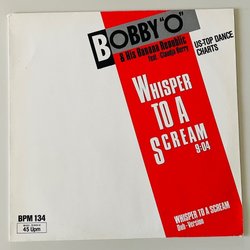 BOBBY "O"
& His Banana Republic
Feat. Claudja Barry
US-TOP DANCE
CHARTS
WHISPER
TO A
SCREAM
9:04
BPM 134
45 Upm
WHISPER TO A SCREAM
Dub-Version